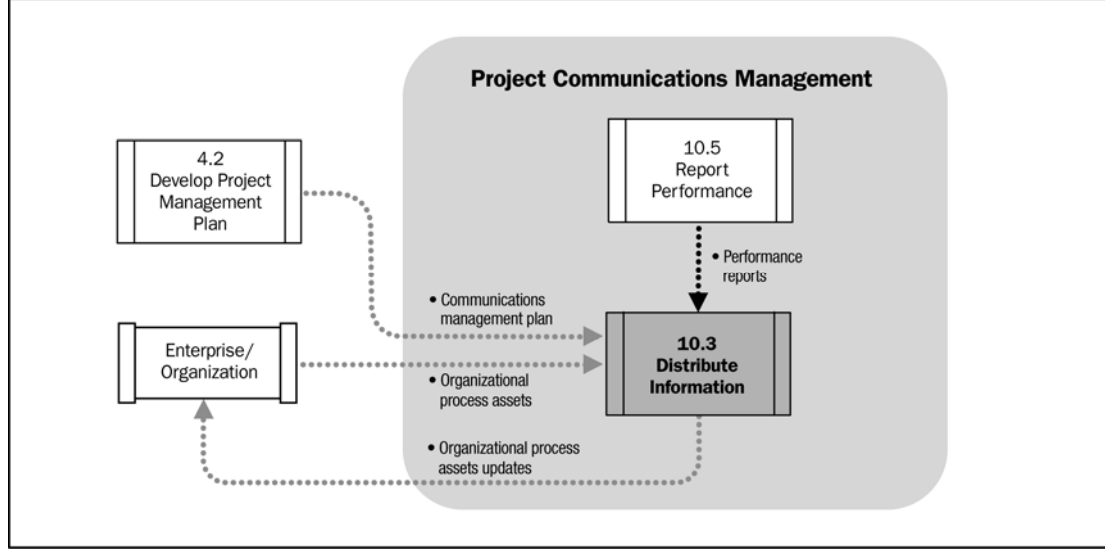 Project Communications Management
4.2
Develop Project
Management
Plan
10.5
Report
Performance
• Performance
reports
• Communications
management plan
Enterprise/
Organization
10.3
Distribute
Information
• Organizational
process assets
• Organizational process
assets updates